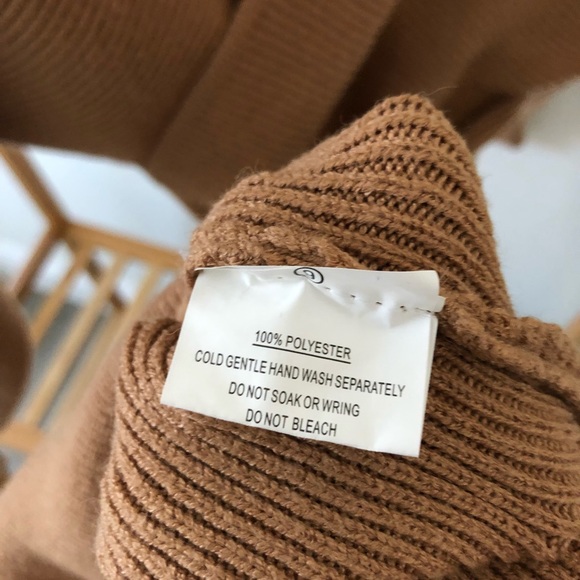 100% POLYESTER
COLD GENTLE HAND WASH SEPARATELY
DO NOT SOAK OR WRING
DO NOT BLEACH